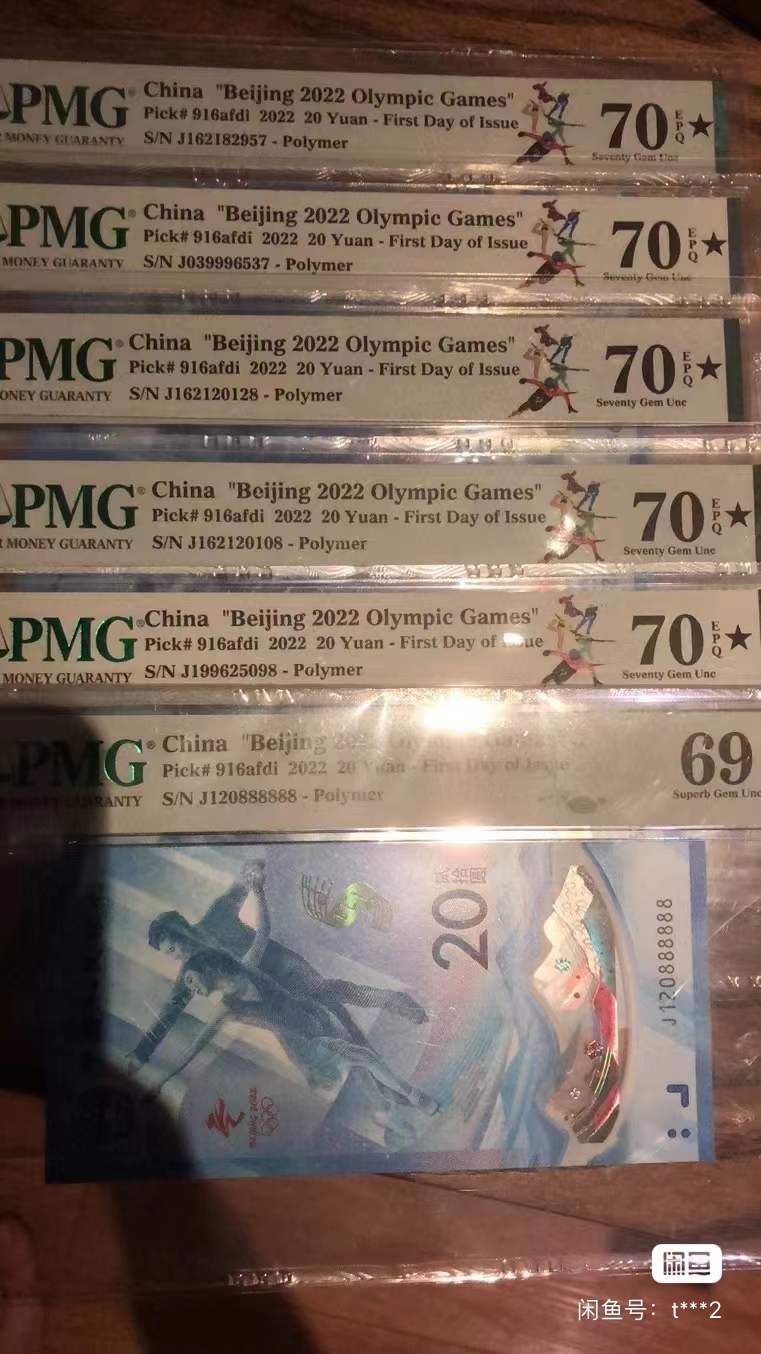 PMG® China "Beijing 2022 Olympic Games"
Pick# 916afdi 2022 20 Yuan - First Day of Issue
MONEY GUARANTY S/N J162182957 - Polymer
70 EPQ ★
Seventy Gem Unc
PMG® China "Beijing 2022 Olympic Games"
Pick# 916afdi 2022 20 Yuan - First Day of Issue
MONEY GUARANTY S/N J039996537 - Polymer
70 EPQ ★
Seventy Gem Unc
PMG® China "Beijing 2022 Olympic Games"
Pick# 916afdi 2022 20 Yuan - First Day of Issue
ONEY GUARANTY S/N J162120128 - Polymer
70 EPQ ★
Seventy Gem Unc
PMG® China "Beijing 2022 Olympic Games"
Pick# 916afdi 2022 20 Yuan - First Day of Issue
R MONEY GUARANTY S/N J162120108 - Polymer
70 EPQ ★
Seventy Gem Unc
PMG® China "Beijing 2022 Olympic Games"
Pick# 916afdi 2022 20 Yuan - First Day of Issue
MONEY GUARANTY S/N J199625098 - Polymer
70 EPQ ★
Seventy Gem Unc
PMG® China "Beijing 2022
Pick# 916afdi 2022 20 Yuan - First Day of Issue
GUARANTY S/N J120888888 - Polymer
69
Superb Gem Unc
20
贰拾圆
J120888888
闲鱼
闲鱼号：t***2